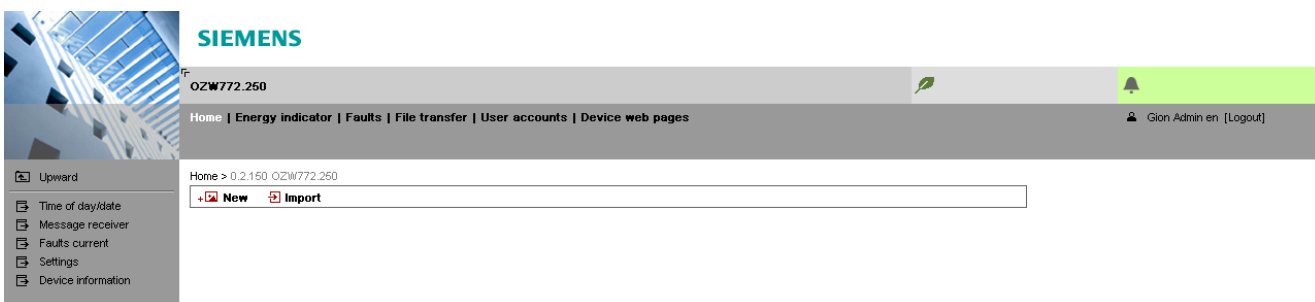 SIEMENS
OZW772.250
Home | Energy indicator | Faults | File transfer | User accounts | Device web pages
Gion Admin en [Logout]
Upward
Time of day/date
Message receiver
Faults current
Settings
Device information
Home > 0.2.150 OZW772.250
New Import